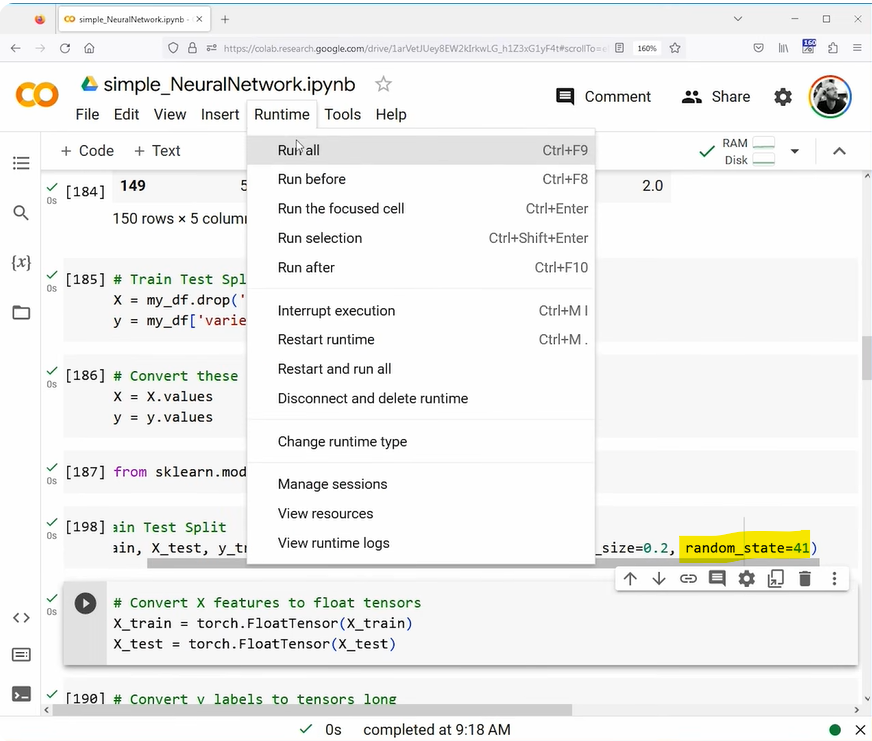 simple_NeuralNetwork.ipynb -
https://colab.research.google.com/drive/1arVetJUey8EW2kIrkwLG_h1Z3xG1yF4t#scrollTo=e
160%
160
simple_NeuralNetwork.ipynb
Comment
Share
File Edit View Insert Runtime Tools Help
+ Code + Text
RAM
Disk
Run all Ctrl+F9
Run before Ctrl+F8
Run the focused cell Ctrl+Enter
Run selection Ctrl+Shift+Enter
Run after Ctrl+F10
Interrupt execution Ctrl+M I
Restart runtime Ctrl+M .
Restart and run all
Disconnect and delete runtime
Change runtime type
Manage sessions
View resources
View runtime logs
0s [184] 149 5 2.0
150 rows × 5 colum
0s [185] # Train Test Spl
X = my_df.drop('
y = my_df['varie
0s [186] # Convert these
X = X.values
y = y.values
0s [187] from sklearn.mod
0s [198] ain Test Split
ain, X_test, y_tr _size=0.2, random_state=41)
0s # Convert X features to float tensors
X_train = torch.FloatTensor(X_train)
X_test = torch.FloatTensor(X_test)
[190] # Convert y labels to tensors long
0s completed at 9:18 AM